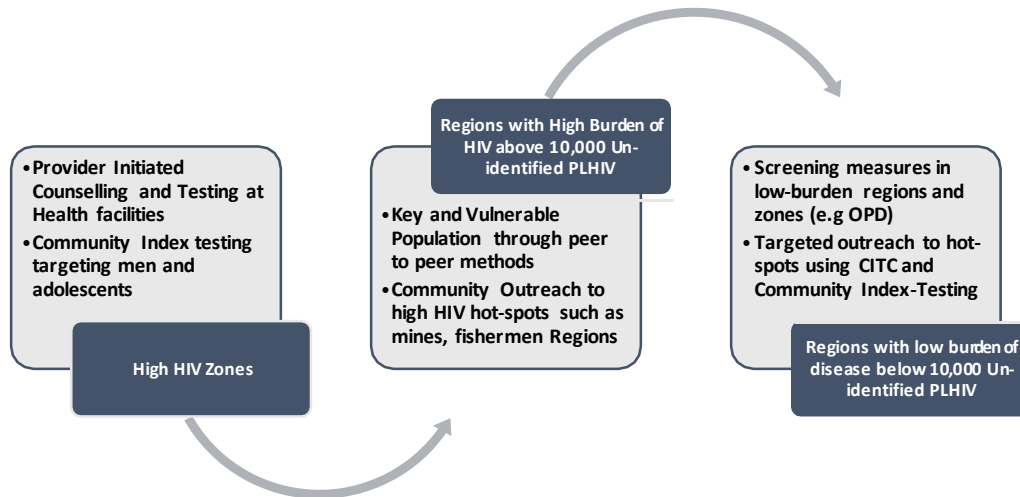 •Provider Initiated
Counselling and Testing at
Health facilities
•Community Index testing
targeting men and
adolescents
High HIV Zones
Regions with High Burden of
HIV above 10,000 Un-
identified PLHIV
•Key and Vulnerable
Population through peer
to peer methods
•Community Outreach to
high HIV hot-spots such as
mines, fishermen Regions
•Screening measures in
low-burden regions and
zones (e.g OPD)
•Targeted outreach to hot-
spots using CITC and
Community Index-Testing
Regions with low burden of
disease below 10,000 Un-
identified PLHIV